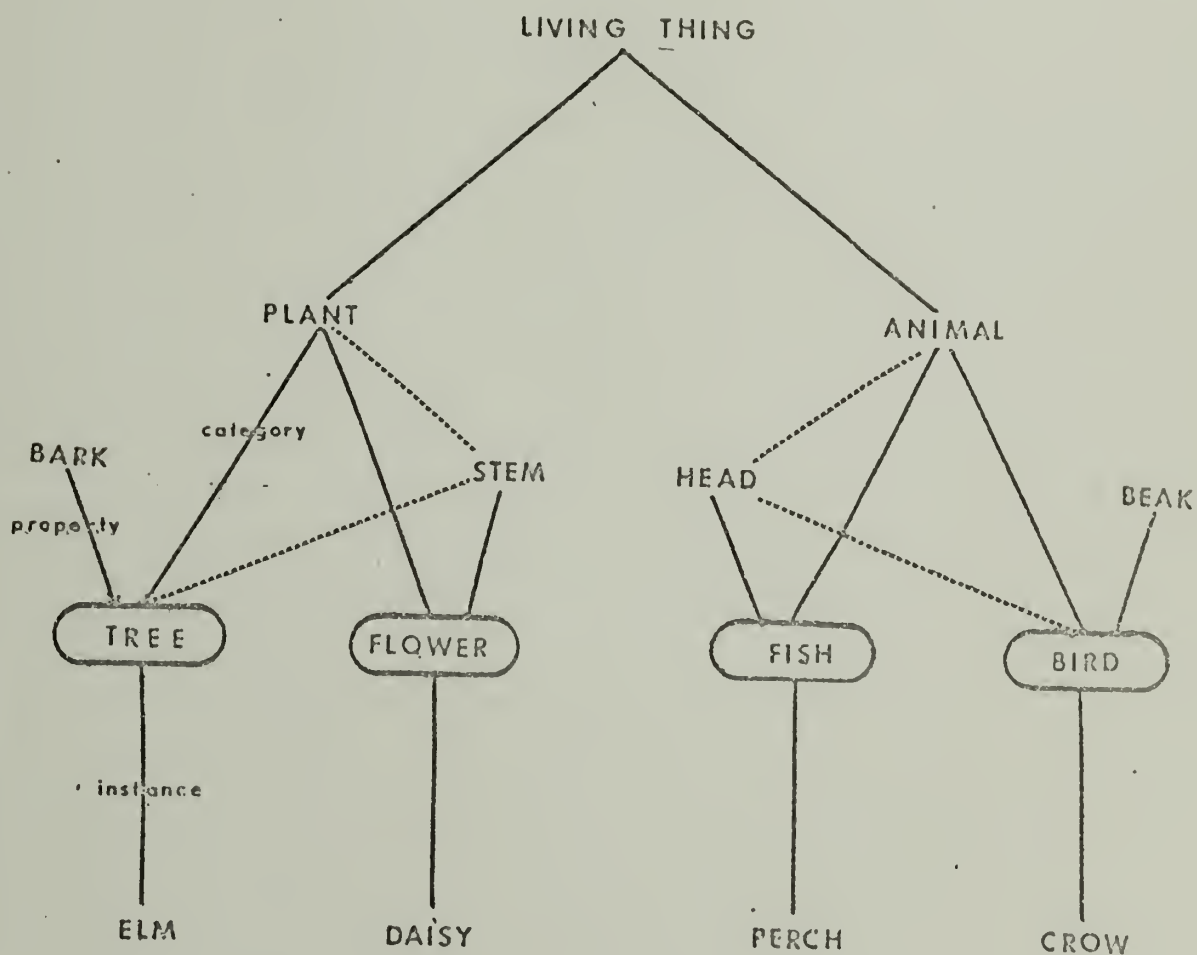 LIVING THING
PLANT
ANIMAL
category
BARK
STEM
HEAD
BEAK
property
TREE
FLOWER
FISH
BIRD
instance
ELM
DAISY
PERCH
CROW